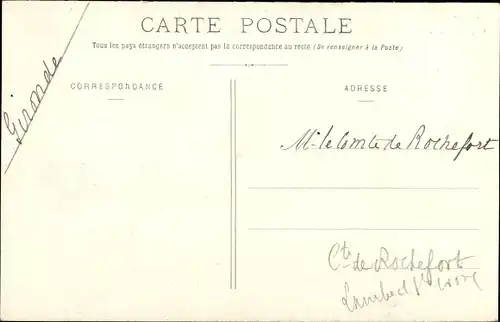 CARTE POSTALE
Tous les pays étrangers n'acceptent pas la correspondance au recto (Se renseigner à la Poste)
CORRESPONDANCE
ADRESSE
Gironde
Mr le Comte de Rochefort
Cte de Rochefort